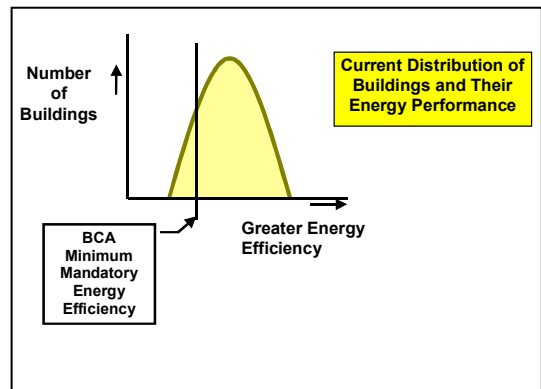 Number
of
Buildings
Current Distribution of
Buildings and Their
Energy Performance
Greater Energy
Efficiency
BCA
Minimum
Mandatory
Energy
Efficiency